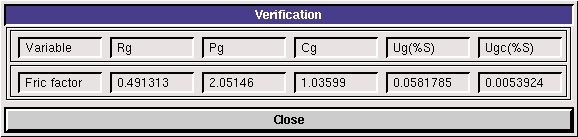 Verification
Variable Rg Pg Cg Ug(%S) Ugc(%S)
Fric factor 0.491313 2.05146 1.03599 0.0581785 0.0053924
Close